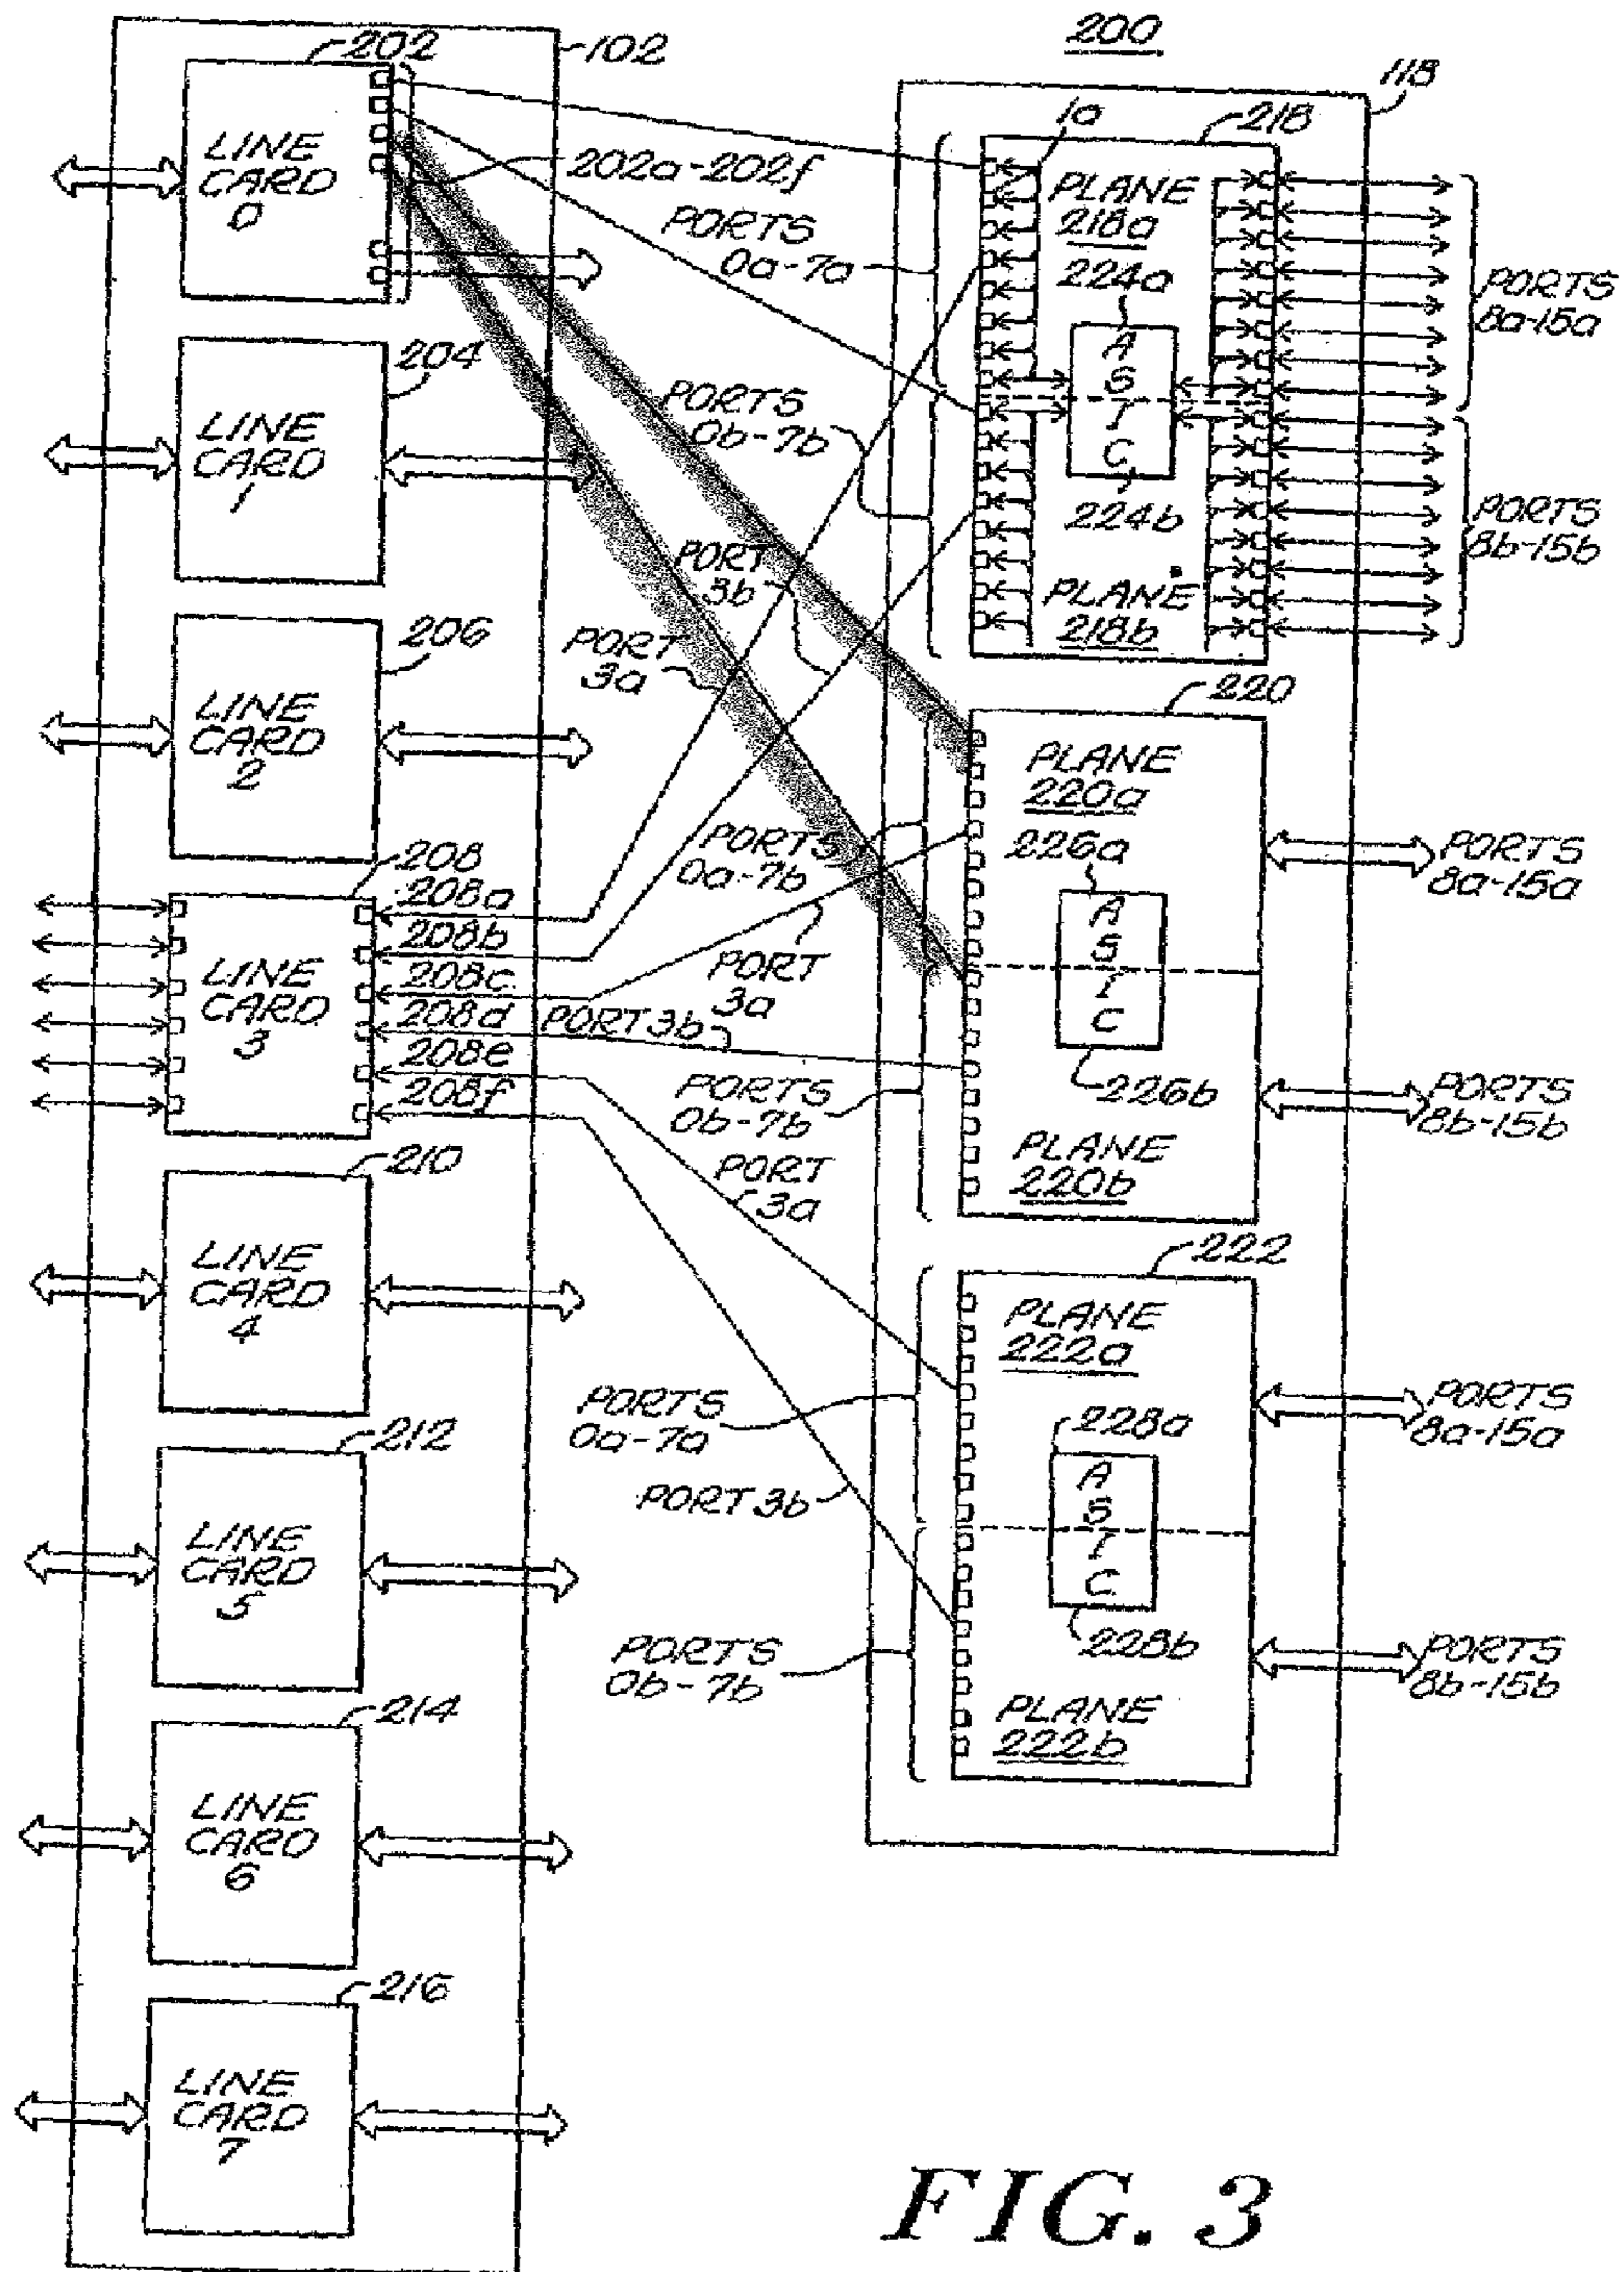 200
202
102
118
LINE
CARD
0
202a-202f
1a
218
PORTS
0a-7a
PLANE
218a
224a
A
S
I
C
224b
PLANE
218b
PORTS
8a-15a
PORTS
0b-7b
PORTS
8b-15b
204
LINE
CARD
1
PORT
3b
PORT
3a
206
LINE
CARD
2
220
PLANE
220a
226a
A
S
I
C
226b
PLANE
220b
PORTS
0a-7b
PORTS
8a-15a
208
208a
208b
208c
208d
208e
208f
LINE
CARD
3
PORT
3a
PORT 3b
PORTS
0b-7b
PORTS
8b-15b
PORT
3a
210
LINE
CARD
4
222
PLANE
222a
228a
A
S
I
C
228b
PLANE
222b
PORTS
0a-7a
PORTS
8a-15a
PORT 3b
212
LINE
CARD
5
PORTS
0b-7b
PORTS
8b-15b
214
LINE
CARD
6
216
LINE
CARD
7
FIG. 3